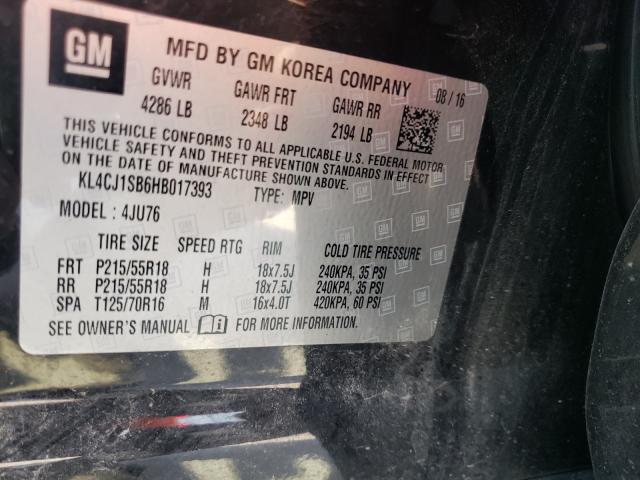 GM
MFD BY GM KOREA COMPANY
GVWR GAWR FRT GAWR RR 08 / 16
4286 LB 2348 LB 2194 LB
THIS VEHICLE CONFORMS TO ALL APPLICABLE U.S. FEDERAL MOTOR
VEHICLE SAFETY AND THEFT PREVENTION STANDARDS IN EFFECT
ON THE DATE OF MANUFACTURE SHOWN ABOVE.
KL4CJ1SB6HB017393 TYPE: MPV
MODEL: 4JU76
TIRE SIZE SPEED RTG RIM COLD TIRE PRESSURE
FRT P215/55R18 H 18x7.5J 240KPA, 35 PSI
RR P215/55R18 H 18x7.5J 240KPA, 35 PSI
SPA T125/70R16 M 16x4.0T 420KPA, 60 PSI
SEE OWNER'S MANUAL FOR MORE INFORMATION.